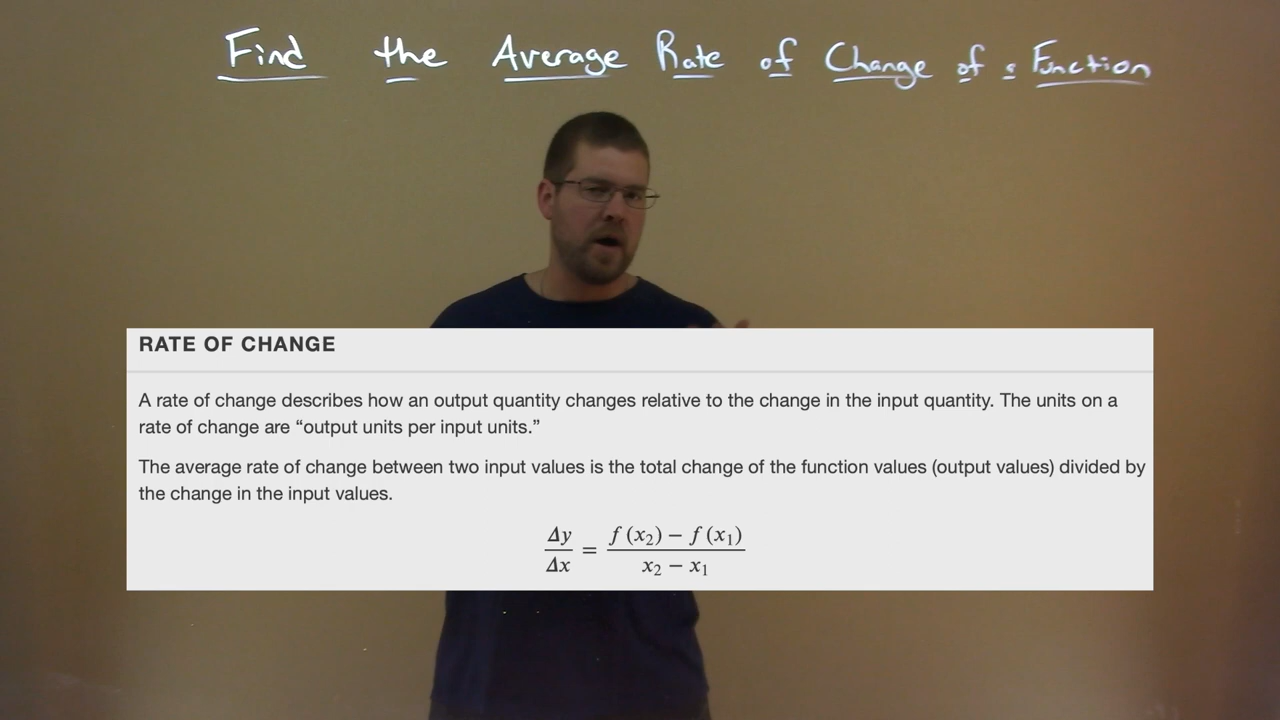 Find the Average Rate of Change of a Function
RATE OF CHANGE
A rate of change describes how an output quantity changes relative to the change in the input quantity. The units on a
rate of change are “output units per input units.”
The average rate of change between two input values is the total change of the function values (output values) divided by
the change in the input values.
Δy/Δx = (f(x₂) − f(x₁))/(x₂ − x₁)